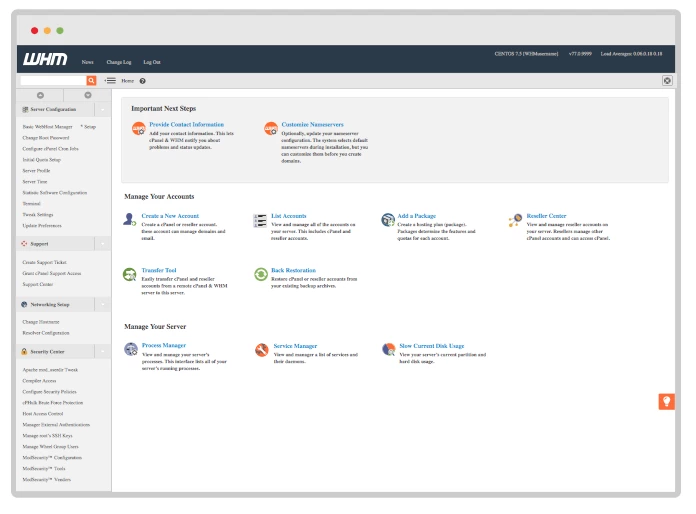 WHM
News
Change Log
Log Out
CENTOS 7.5 [WHMusername] v77.0.9999 Load Averages: 0.06 0.18 0.18
Home
Server Configuration
Basic WebHost Manager ® Setup
Change Root Password
Configure cPanel Cron Jobs
Initial Quota Setup
Server Profile
Server Time
Statistic Software Configuration
Terminal
Tweak Settings
Update Preferences
Support
Create Support Ticket
Grant cPanel Support Access
Support Center
Networking Setup
Change Hostname
Resolver Configuration
Security Center
Apache mod_userdir Tweak
Compiler Access
Configure Security Policies
cPHulk Brute Force Protection
Host Access Control
Manager External Authentications
Manage root's SSH Keys
Manage Wheel Group Users
ModSecurity™ Configuration
ModSecurity™ Tools
ModSecurity™ Vendors
Important Next Steps
Provide Contact Information
Add your contact information. This lets
cPanel & WHM notify you about
problems and status updates.
Customize Nameservers
Optionally, update your nameserver
configuration. The system selects default
nameservers during installation, but you
can customize them before you create
domains.
Manage Your Accounts
Create a New Account
Create a cPanel or reseller account,
these account can manage domains and
email.
List Accounts
View and manage all of the accounts on
your server. This includes cPanel and
reseller accounts.
Add a Package
Create a hosting plan (package).
Packages determine the features and
quotas for each account.
Reseller Center
View and manage reseller accounts on
your server. Resellers manage other
cPanel accounts and can access cPanel.
Transfer Tool
Easily transfer cPanel and reseller
accounts from a remote cPanel & WHM
server to this server.
Back Restoration
Restore cPanel or reseller accounts from
your existing backup archives.
Manage Your Server
Process Manager
View and manage your server's
processes. This interface lists all of your
server's running processes.
Service Manager
View and manager a list of services and
their daemons.
Slow Current Disk Usage
View your server's current partition and
hard disk usage.